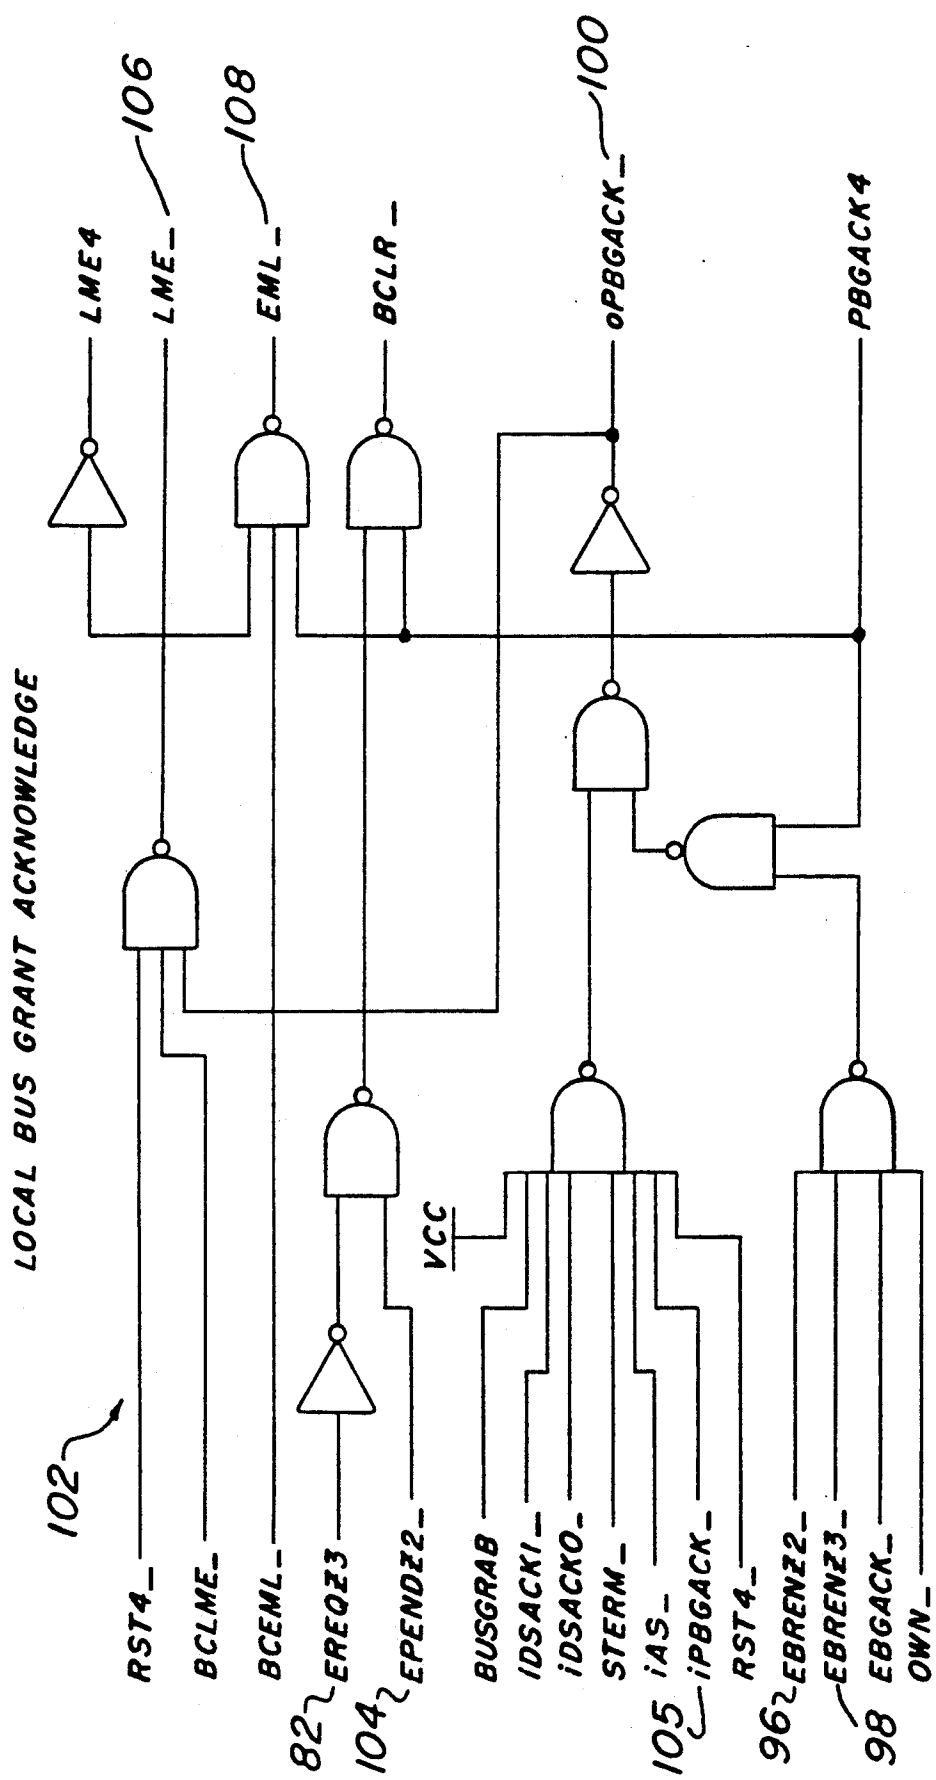 LOCAL BUS GRANT ACKNOWLEDGE
102
RST4_
BCLME_
BCEML_
82
EREQZ3
104
EPENDZ2_
VCC
BUSGRAB
IDSACK1_
iDSACKO_
STERM_
iAS_
105
iPBGACK_
RST4_
96
EBRENZ2_
EBRENZ3_
98
EBGACK_
OWN_
LME4
LME_
106
EML_
108
BCLR_
oPBGACK_
100
PBGACK4